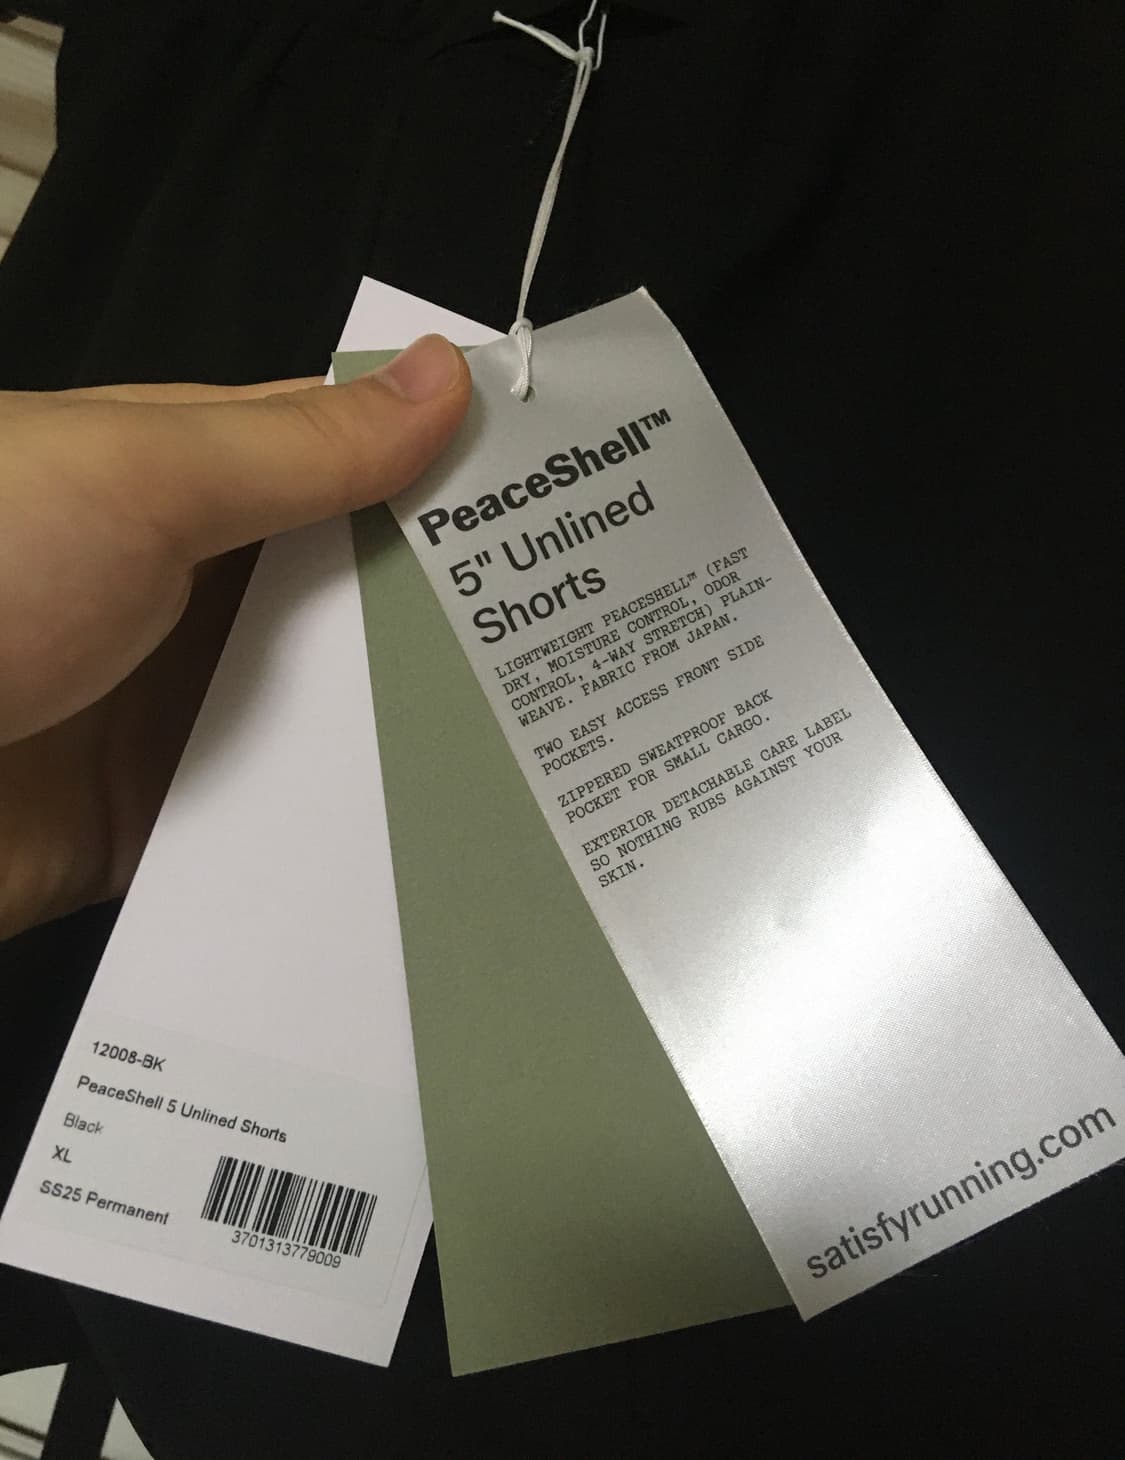 PeaceShell™
5" Unlined
Shorts
LIGHTWEIGHT PEACESHELL™ (FAST
DRY, MOISTURE CONTROL, ODOR
CONTROL, 4-WAY STRETCH) PLAIN-
WEAVE. FABRIC FROM JAPAN.
TWO EASY ACCESS FRONT SIDE
POCKETS.
ZIPPERED SWEATPROOF BACK
POCKET FOR SMALL CARGO.
EXTERIOR DETACHABLE CARE LABEL
SO NOTHING RUBS AGAINST YOUR
SKIN.
satisfyrunning.com
12008-BK
PeaceShell 5 Unlined Shorts
Black
XL
SS25 Permanent
3701313779009